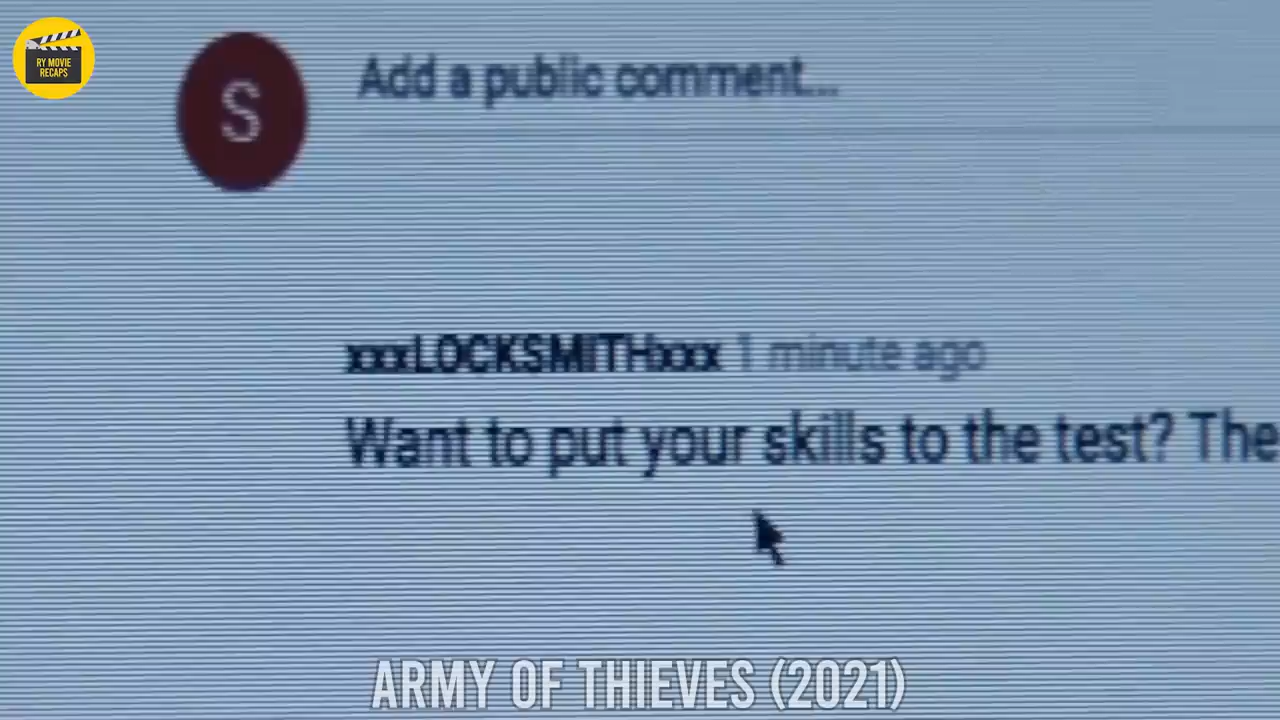 RY MOVIE
RECAPS
S
Add a public comment...
xxxLOCKSMITHxxx 1 minute ago
Want to put your skills to the test? The
ARMY OF THIEVES (2021)